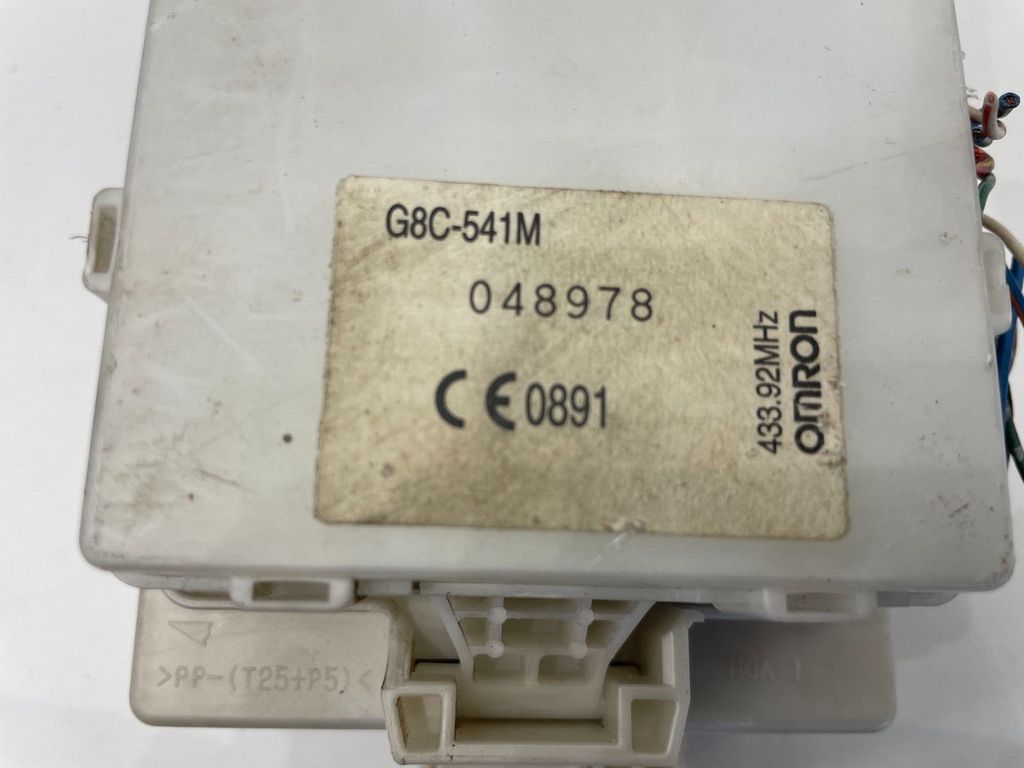 G8C-541M
048978
CE0891
433.92MHz
OMRON
>PP-(T25+P5)<